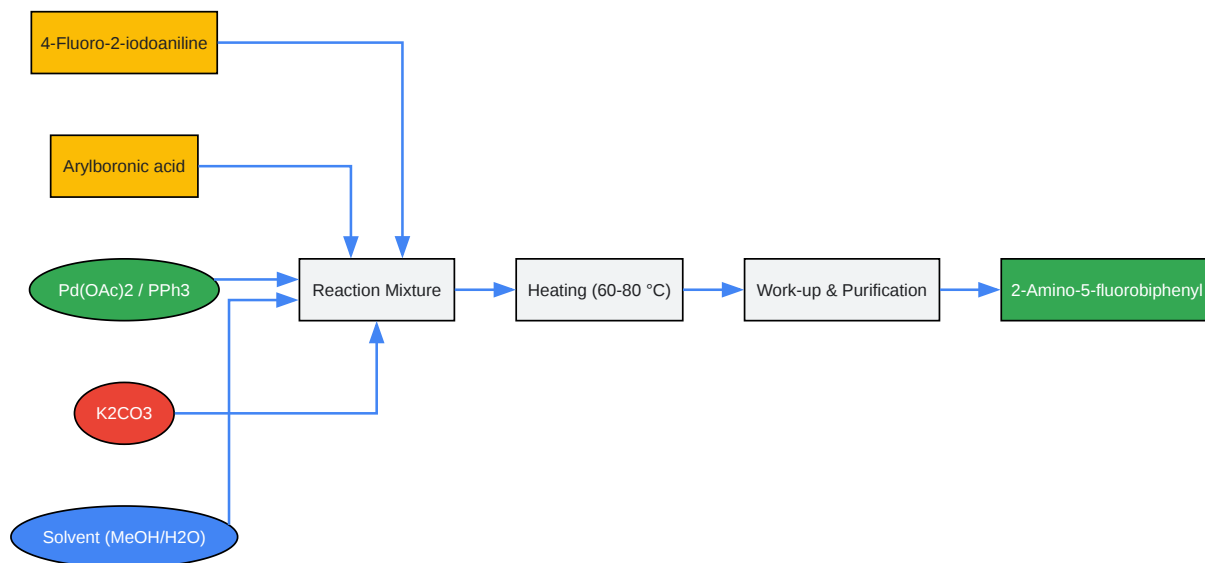 4-Fluoro-2-iodoaniline
Arylboronic acid
Pd(OAc)2 / PPh3
Reaction Mixture
Heating (60-80 °C)
Work-up & Purification
2-Amino-5-fluorobiphenyl
K2CO3
Solvent (MeOH/H2O)